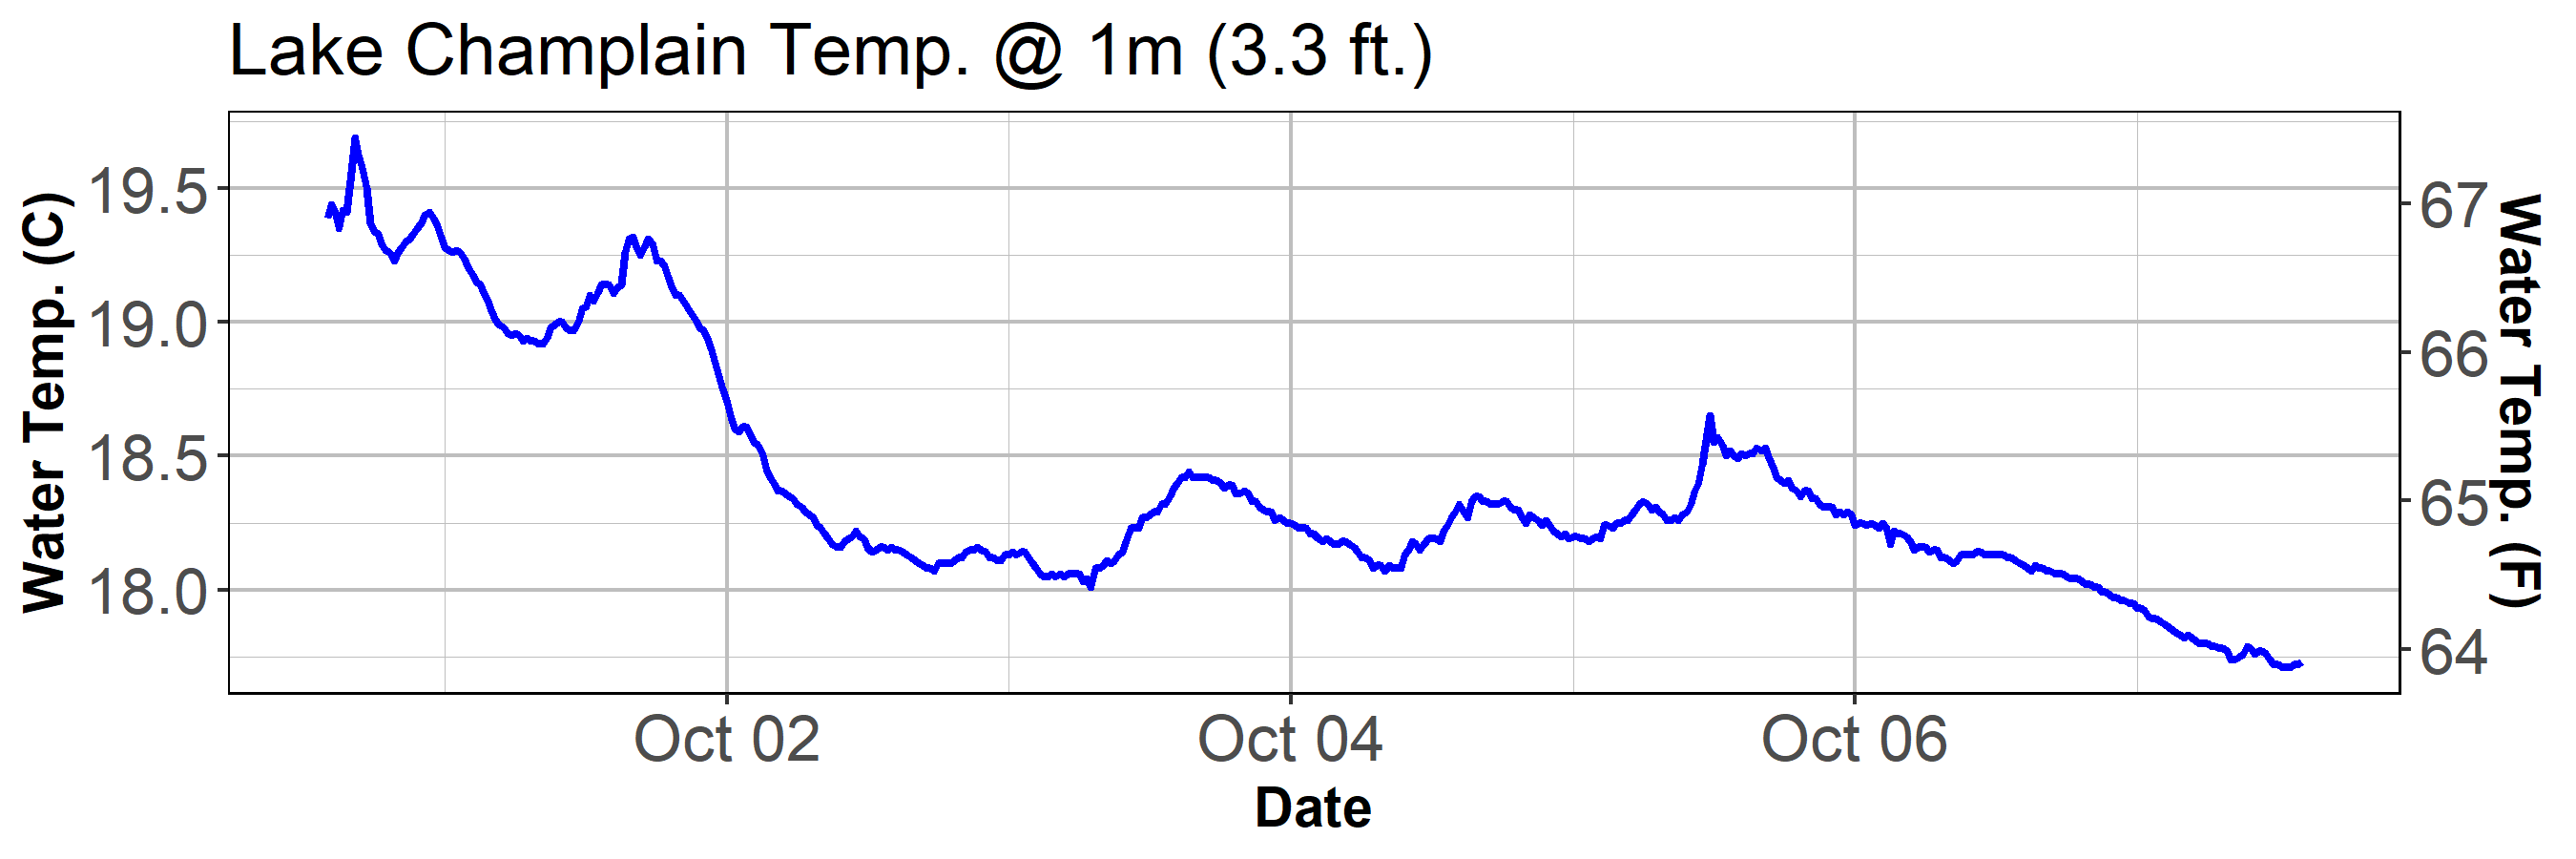 Lake Champlain Temp. @ 1m (3.3 ft.)
Water Temp. (C)
19.5
19.0
18.5
18.0
67
66
65
64
Water Temp. (F)
Oct 02 Oct 04 Oct 06
Date